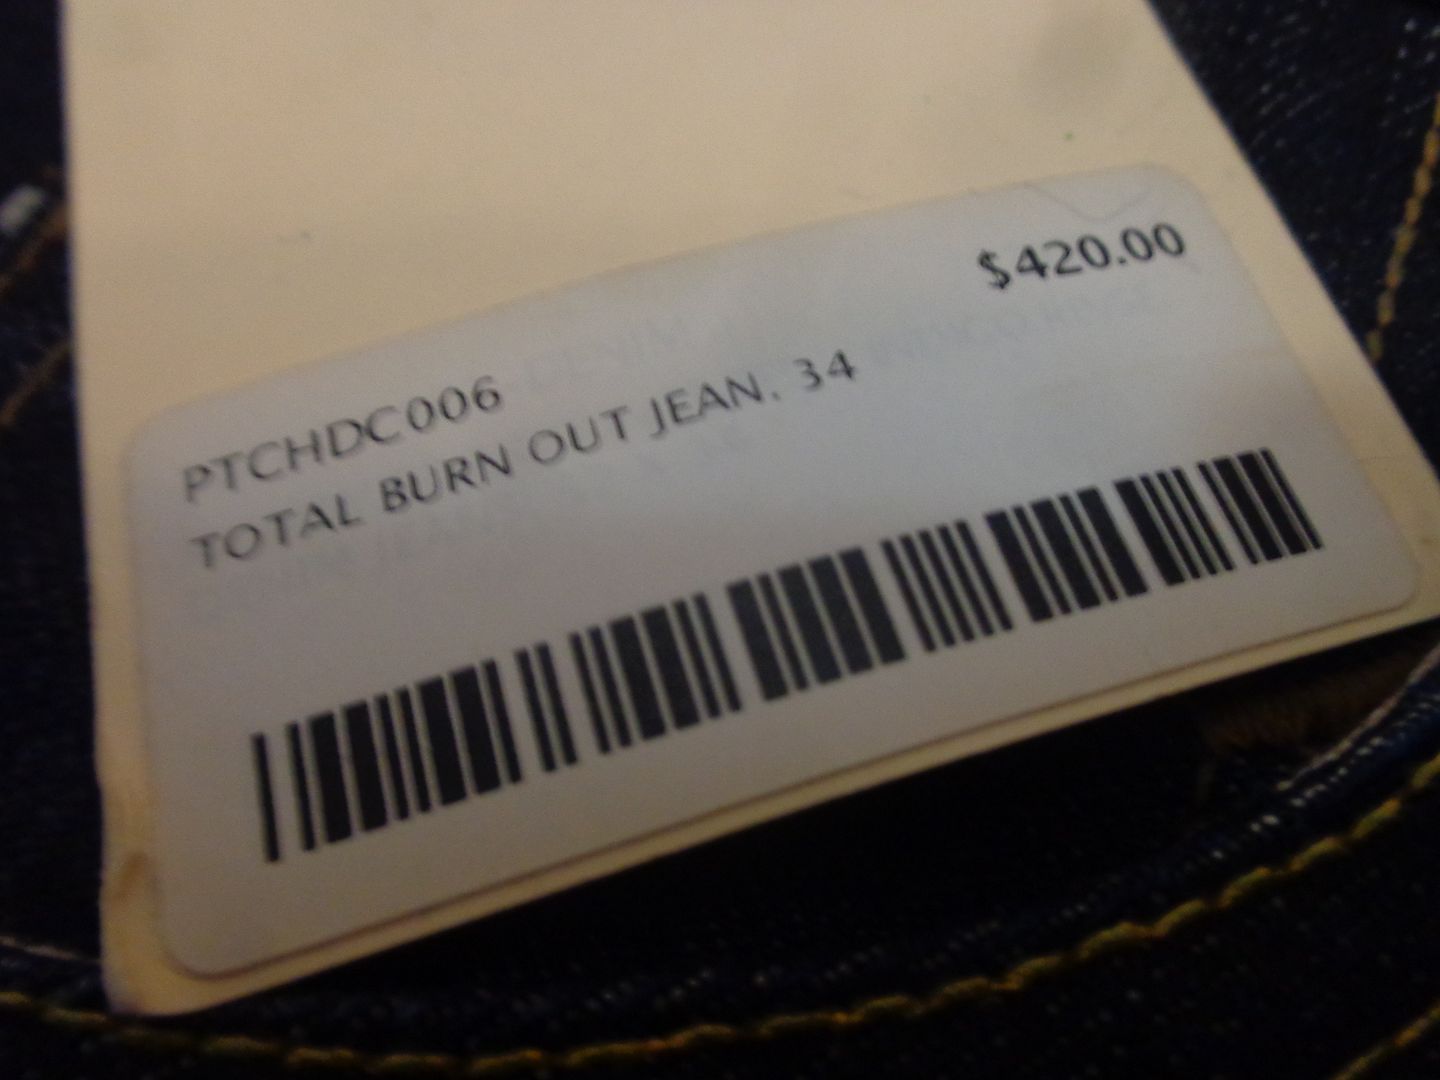 $420.00
PTCHDC006
TOTAL BURN OUT JEAN, 34